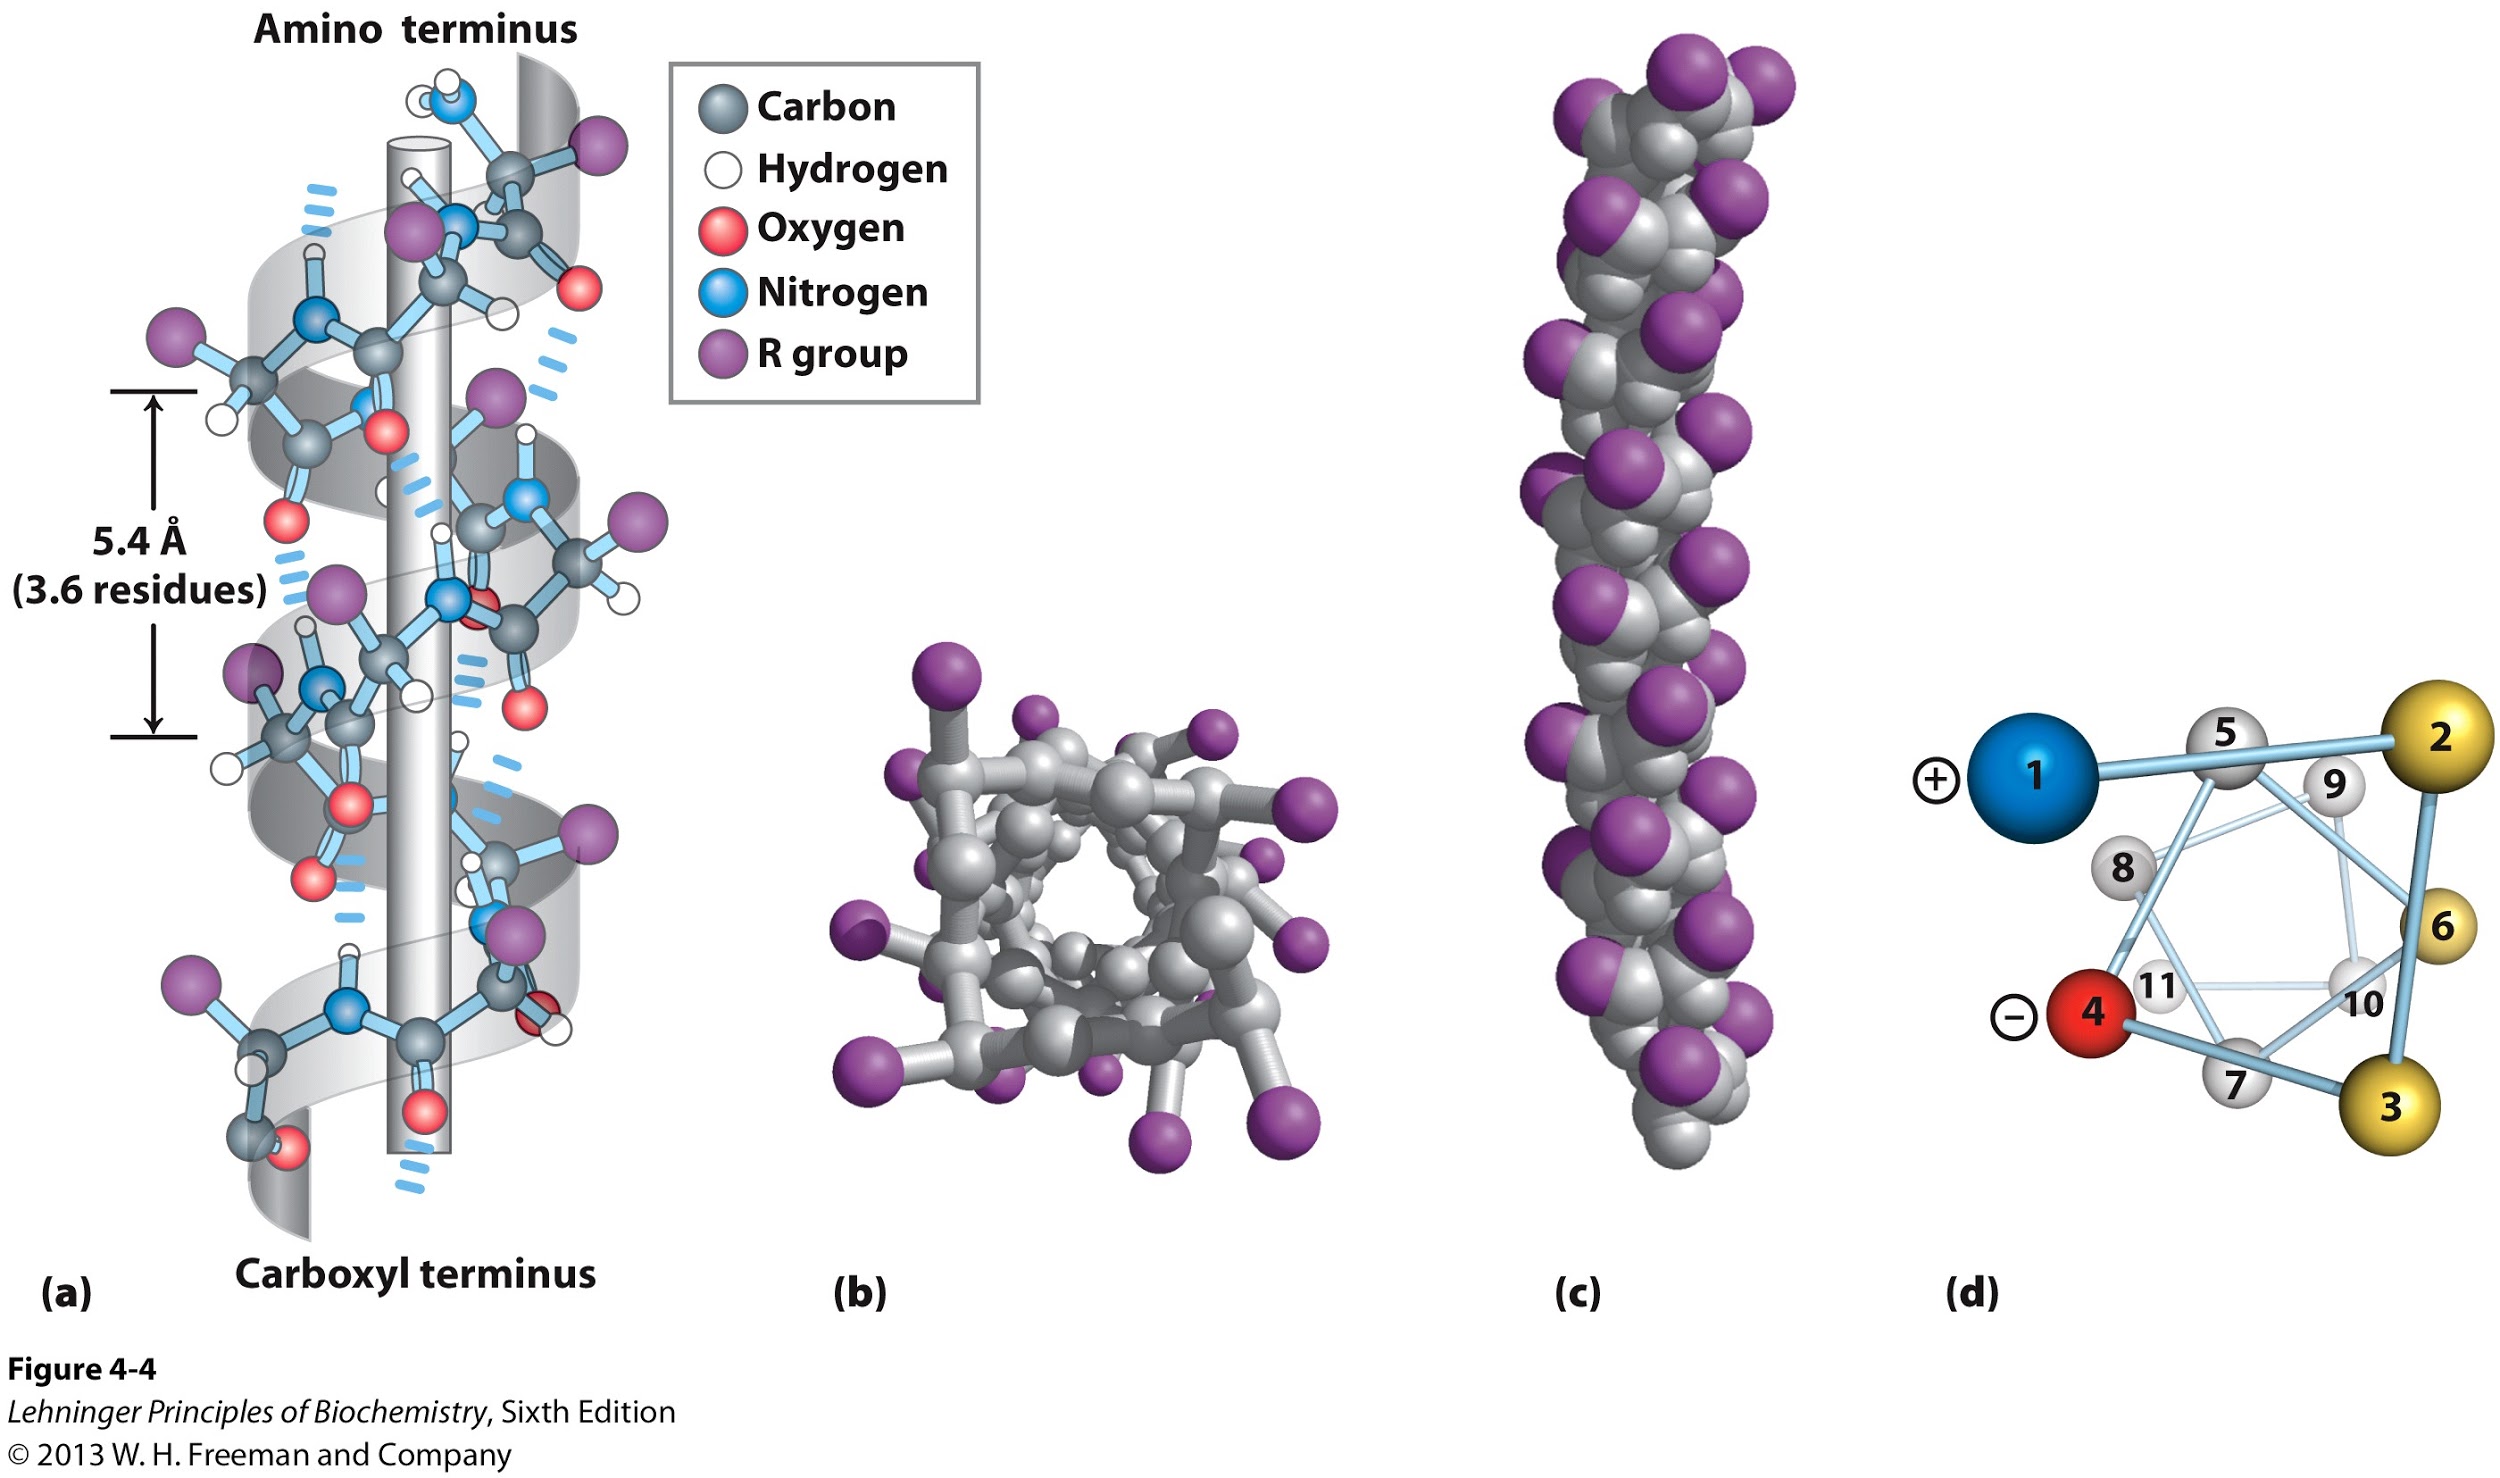 Amino terminus
Carbon
Hydrogen
Oxygen
Nitrogen
R group
5.4 Å
(3.6 residues)
Carboxyl terminus
+
1
5
2
9
8
6
−
4
11
10
7
3
(a)
(b)
(c)
(d)
Figure 4-4
Lehninger Principles of Biochemistry, Sixth Edition
© 2013 W. H. Freeman and Company